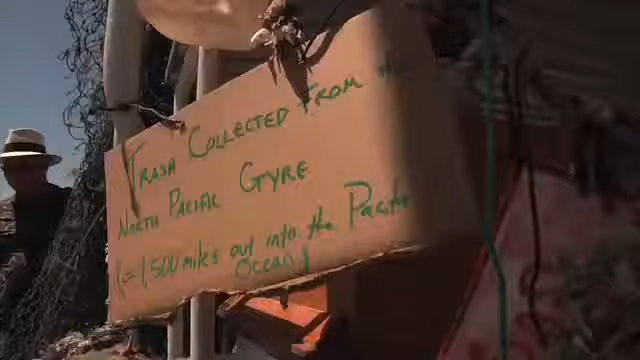 Trash Collected From the
North Pacific Gyre
(≈1,500 miles out into the Pacific
Ocean)